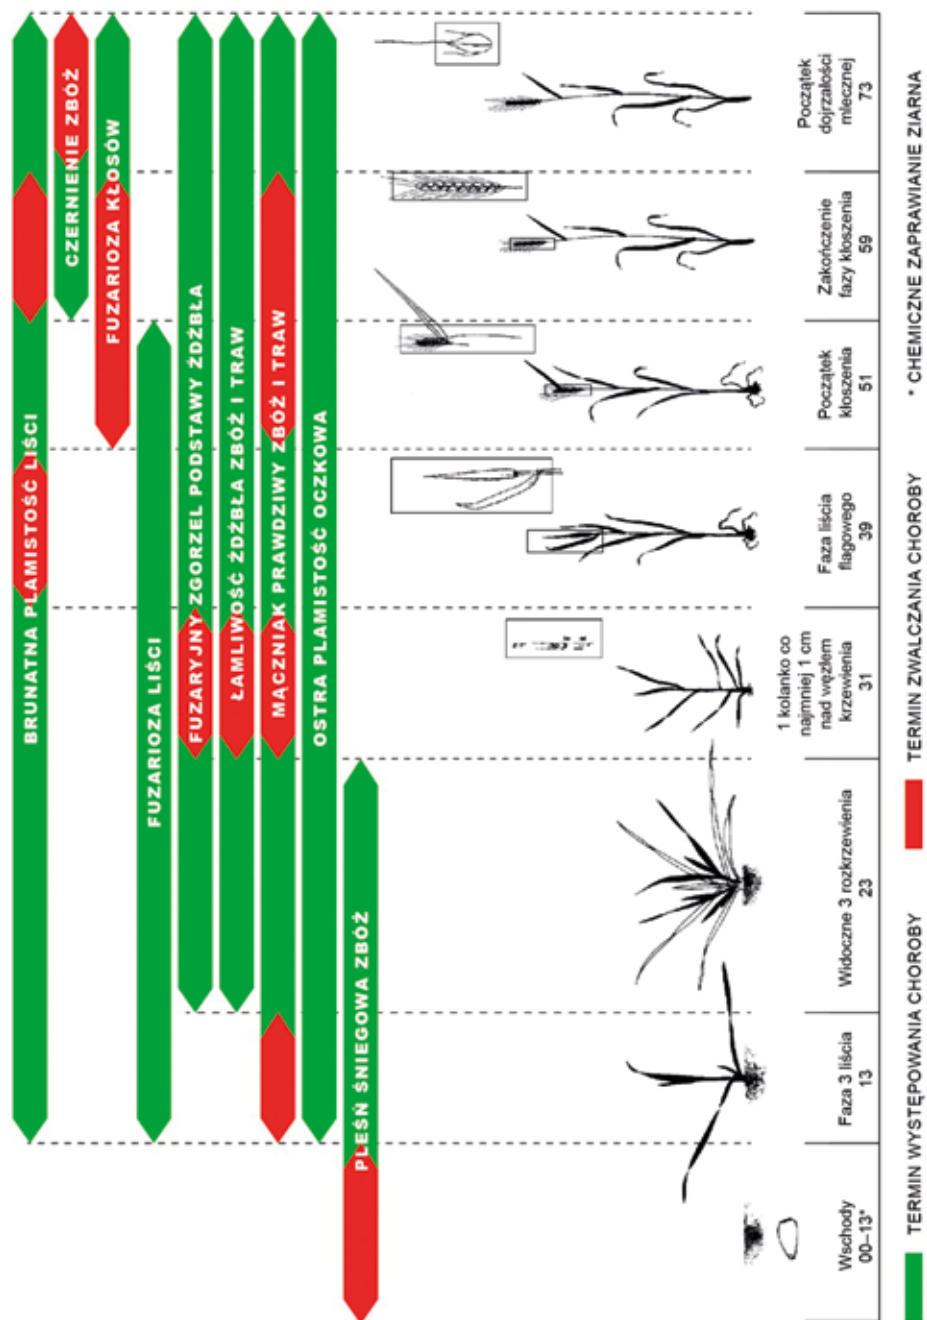 BRUNATNA PLAMISTOŚĆ LIŚCI
CZERNIENIE ZBÓŻ
FUZARIOZA KŁOSÓW
FUZARIOZA LIŚCI
FUZARYJNY ZGORZEL PODSTAWY ŹDŹBŁA
ŁAMLIWOŚĆ ŹDŹBŁA ZBÓŻ I TRAW
MĄCZNIAK PRAWDZIWY ZBÓŻ I TRAW
OSTRA PLAMISTOŚĆ OCZKOWA
PLEŚŃ ŚNIEGOWA ZBÓŻ
Wschody
00–13*
Faza 3 liścia
13
Widoczne 3 rozkrzewienia
23
1 kolanko co
najmniej 1 cm
nad węzłem
krzewienia
31
Faza liścia
flagowego
39
Początek
kłoszenia
51
Zakończenie
fazy kłoszenia
59
Początek
dojrzałości
mlecznej
73
TERMIN WYSTĘPOWANIA CHOROBY
TERMIN ZWALCZANIA CHOROBY
* CHEMICZNE ZAPRAWIANIE ZIARNA